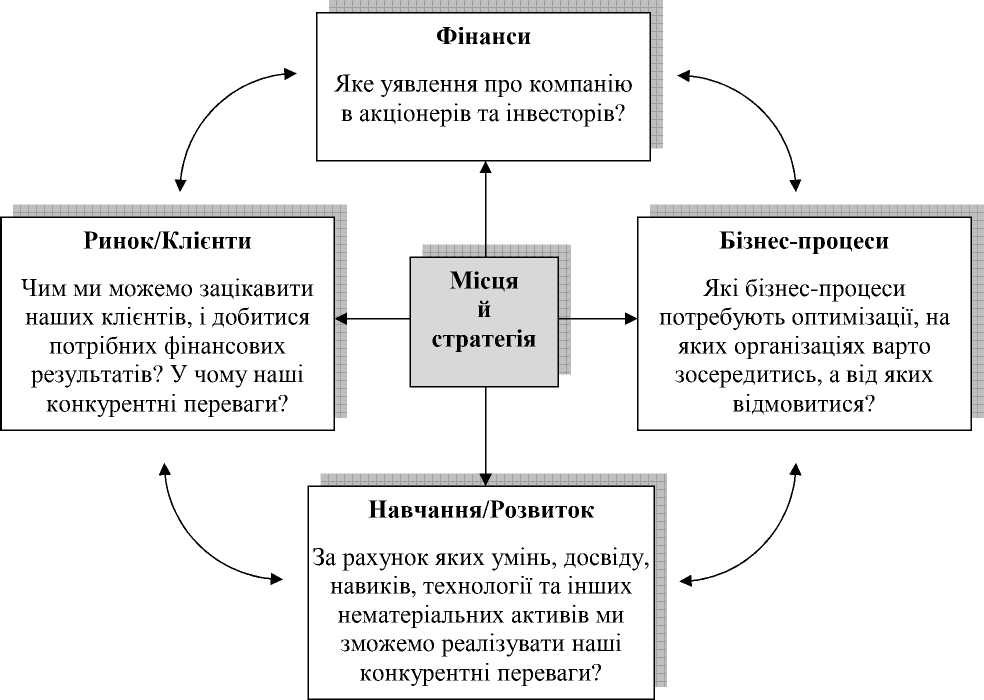 Фінанси
Яке уявлення про компанію
в акціонерів та інвесторів?
Ринок/Клієнти
Чим ми можемо зацікавити
наших клієнтів, і добитися
потрібних фінансових
результатів? У чому наші
конкурентні переваги?
Місця
й
стратегія
Бізнес-процеси
Які бізнес-процеси
потребують оптимізації, на
яких організаціях варто
зосередитись, а від яких
відмовитися?
Навчання/Розвиток
За рахунок яких умінь, досвіду,
навиків, технології та інших
нематеріальних активів ми
зможемо реалізувати наші
конкурентні переваги?